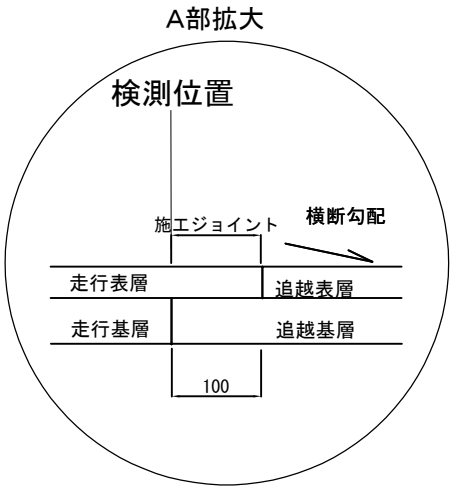 A部拡大
検測位置
施工ジョイント
横断勾配
走行表層
追越表層
走行基層
追越基層
100